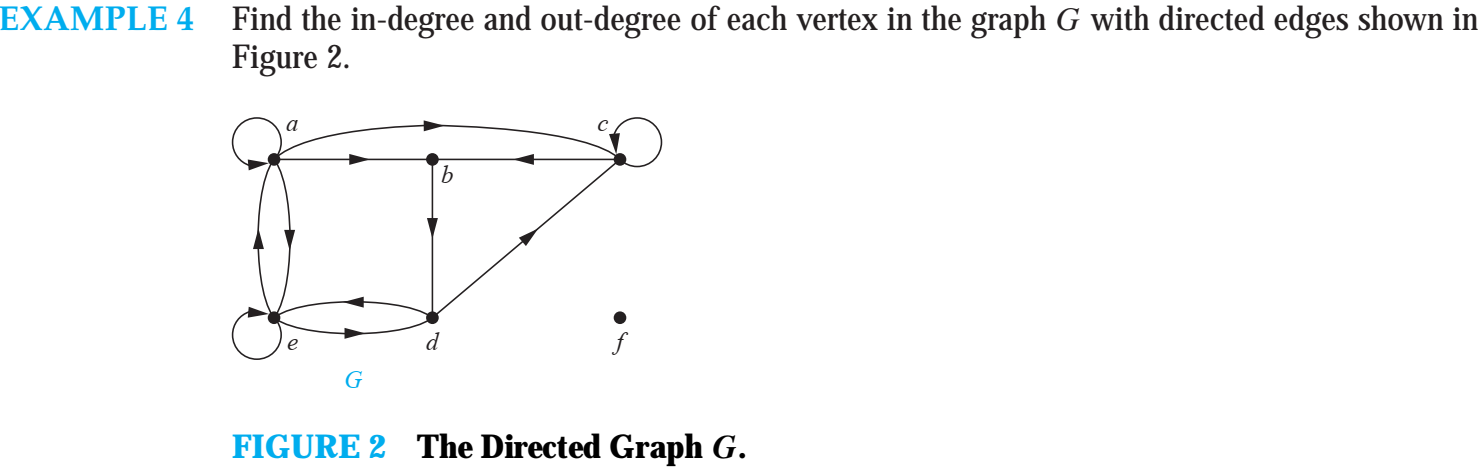 EXAMPLE 4 Find the in-degree and out-degree of each vertex in the graph G with directed edges shown in
Figure 2.
a
c
b
e
d
f
G
FIGURE 2 The Directed Graph G.